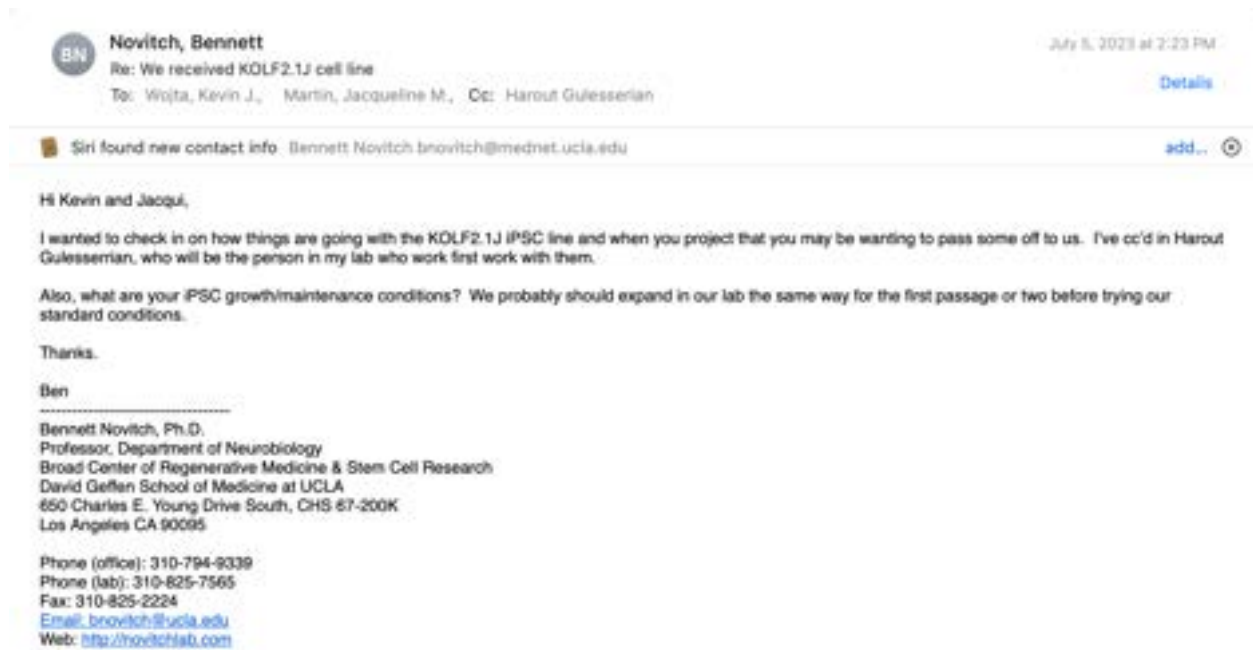 BN
Novitch, Bennett
July 5, 2023 at 2:23 PM
Re: We received KOLF2.1J cell line
Details
To: Wojta, Kevin J., Martin, Jacqueline M., Cc: Harout Gulesserian
Siri found new contact info Bennett Novitch bnovitch@mednet.ucla.edu
add...
Hi Kevin and Jacqui,
I wanted to check in on how things are going with the KOLF2.1J iPSC line and when you project that you may be wanting to pass some off to us. I've cc'd in Harout
Gulesserrian, who will be the person in my lab who work first work with them.
Also, what are your iPSC growth/maintenance conditions? We probably should expand in our lab the same way for the first passage or two before trying our
standard conditions.
Thanks.
Ben
-----------------------------------
Bennett Novitch, Ph.D.
Professor, Department of Neurobiology
Broad Center of Regenerative Medicine & Stem Cell Research
David Geffen School of Medicine at UCLA
650 Charles E. Young Drive South, CHS 67-200K
Los Angeles CA 90095
Phone (office): 310-794-9339
Phone (lab): 310-825-7565
Fax: 310-825-2224
Email: bnovitch@ucla.edu
Web: http://novitchlab.com